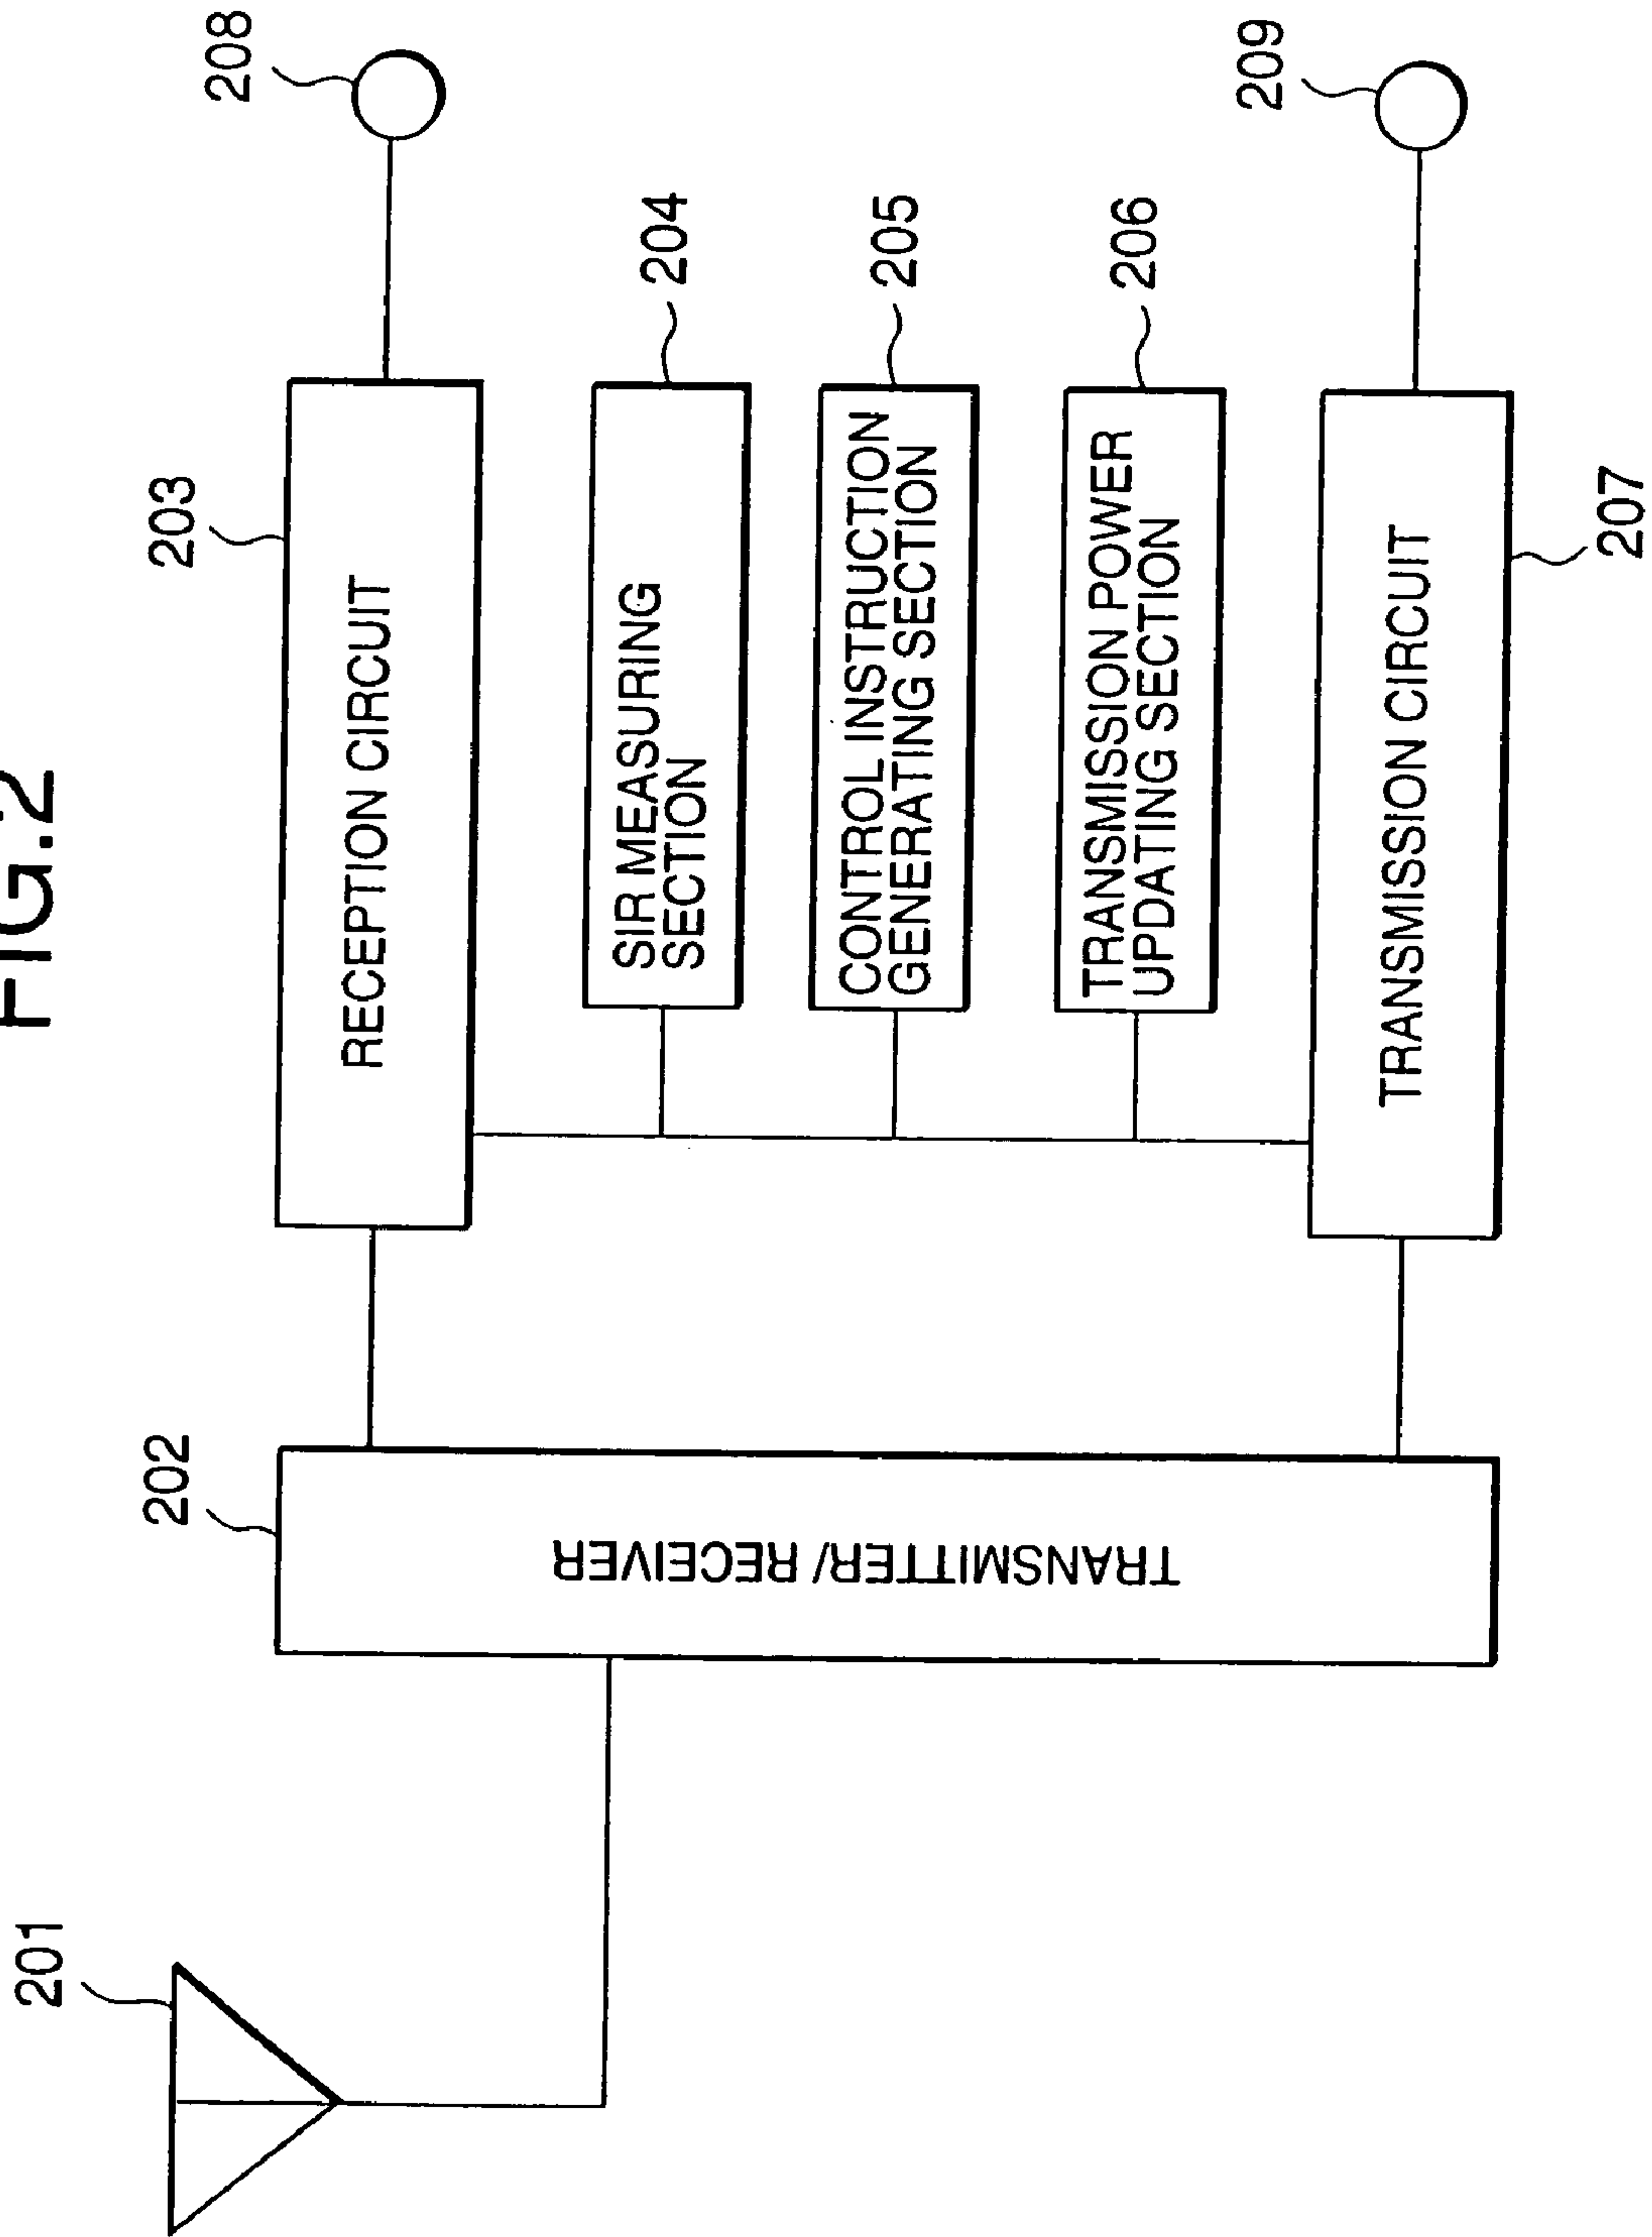 FIG.2
201
202
TRANSMITTER/RECEIVER
203
RECEPTION CIRCUIT
208
SIR MEASURING
SECTION
204
CONTROL INSTRUCTION
GENERATING SECTION
205
TRANSMISSION POWER
UPDATING SECTION
206
TRANSMISSION CIRCUIT
207
209